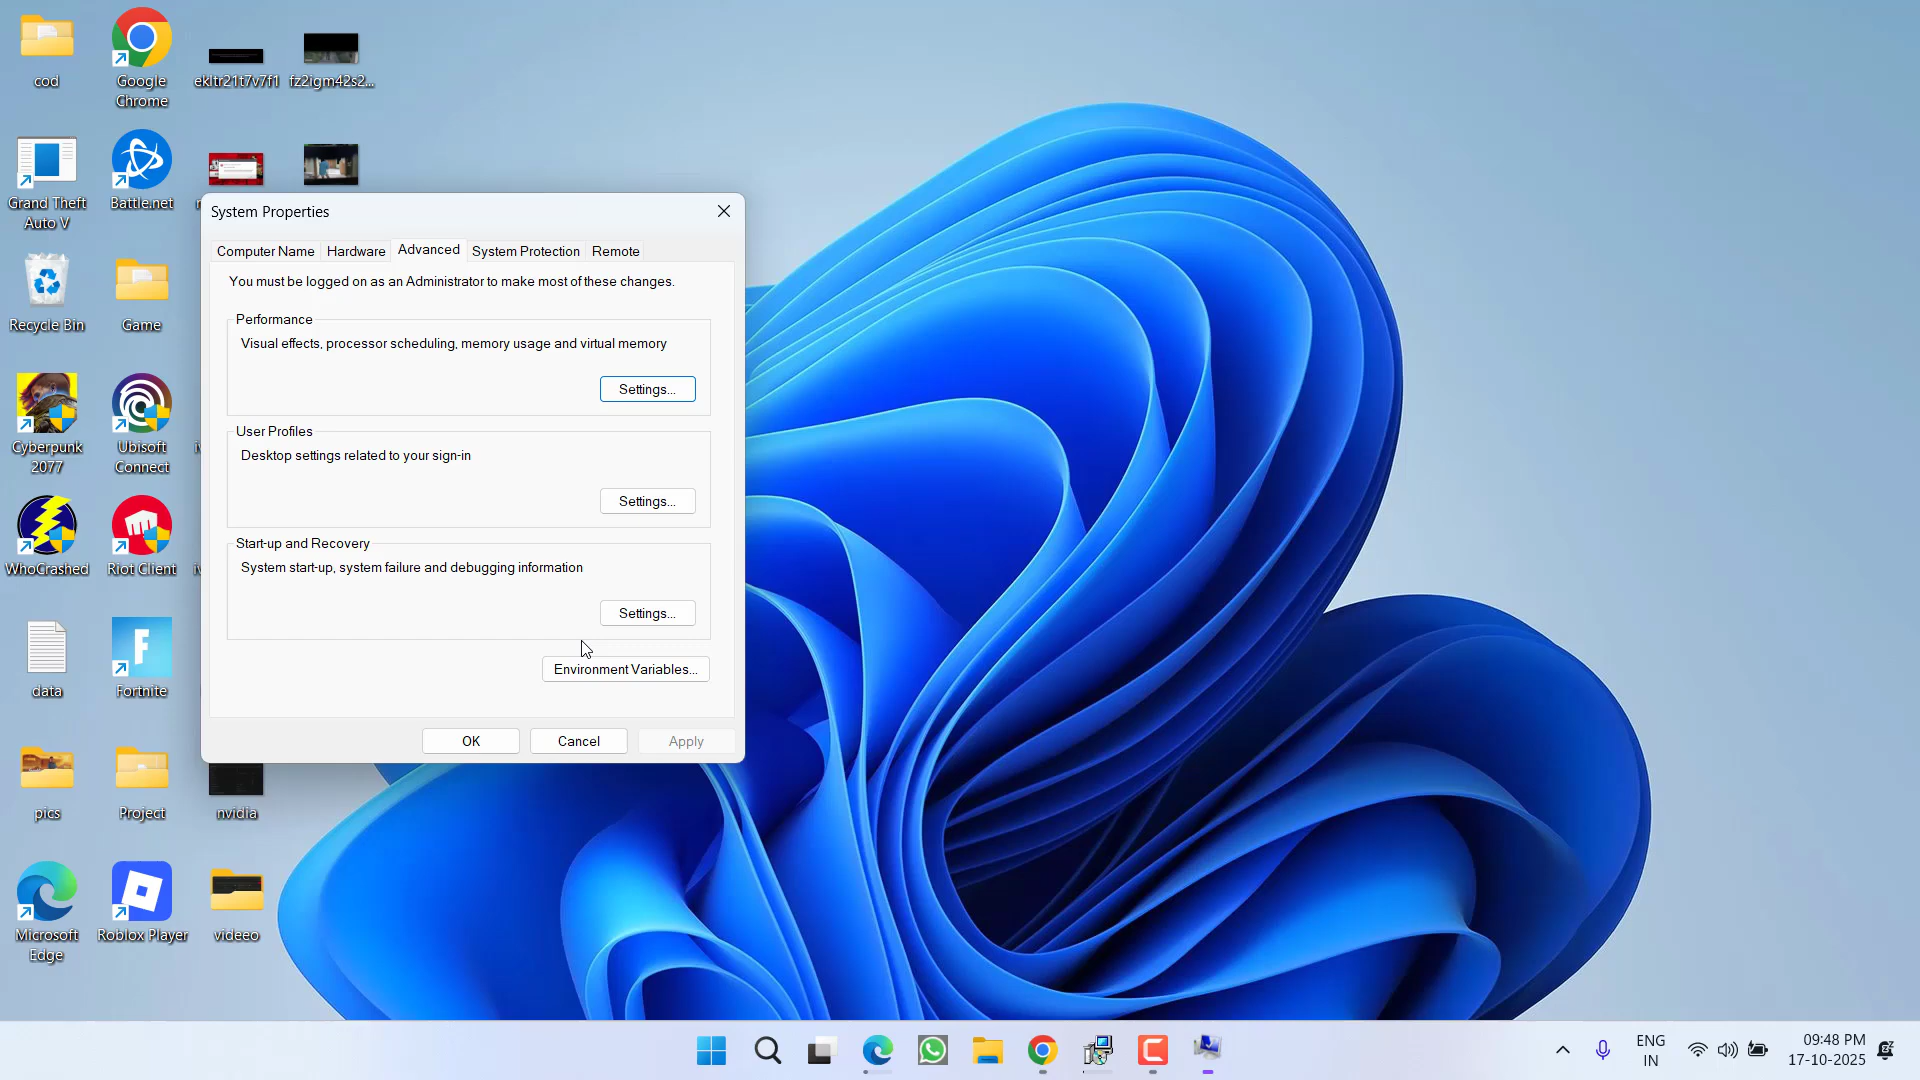 cod
Google
Chrome
ekltr21t7v7f1
fz2igm42s2...
Grand Theft
Auto V
Battle.net
Recycle Bin
Game
Cyberpunk
2077
Ubisoft
Connect
WhoCrashed
Riot Client
data
Fortnite
pics
Project
nvidia
Microsoft
Edge
Roblox Player
videeo
System Properties
Computer Name
Hardware
Advanced
System Protection
Remote
You must be logged on as an Administrator to make most of these changes.
Performance
Visual effects, processor scheduling, memory usage and virtual memory
Settings...
User Profiles
Desktop settings related to your sign-in
Settings...
Start-up and Recovery
System start-up, system failure and debugging information
Settings...
Environment Variables...
OK
Cancel
Apply
ENG
IN
09:48 PM
17-10-2025